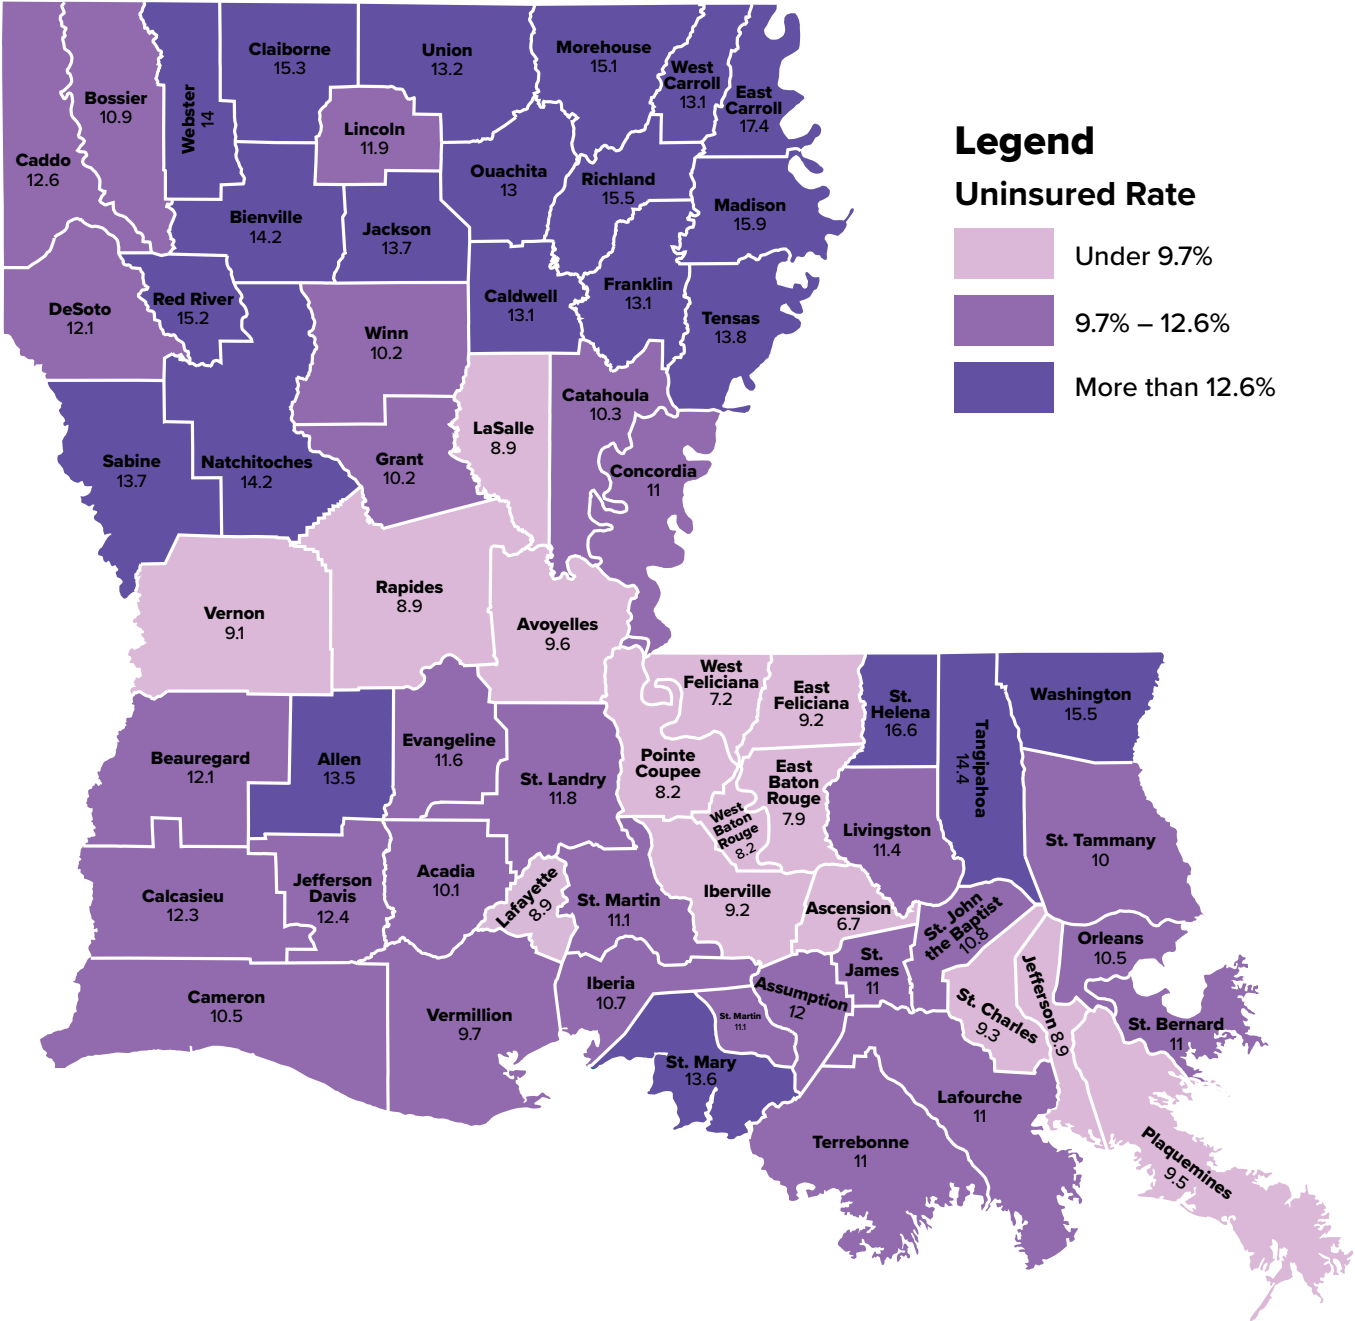 Legend
Uninsured Rate
Under 9.7%
9.7% – 12.6%
More than 12.6%
Caddo
12.6
Bossier
10.9
Webster
14
Claiborne
15.3
Union
13.2
Morehouse
15.1
West
Carroll
13.1
East
Carroll
17.4
Lincoln
11.9
Ouachita
13
Richland
15.5
Madison
15.9
Bienville
14.2
Jackson
13.7
DeSoto
12.1
Red River
15.2
Winn
10.2
Caldwell
13.1
Franklin
13.1
Tensas
13.8
Sabine
13.7
Natchitoches
14.2
Grant
10.2
LaSalle
8.9
Catahoula
10.3
Concordia
11
Vernon
9.1
Rapides
8.9
Avoyelles
9.6
West
Feliciana
7.2
East
Feliciana
9.2
St.
Helena
16.6
Tangipahoa
14.4
Washington
15.5
Beauregard
12.1
Allen
13.5
Evangeline
11.6
St. Landry
11.8
Pointe
Coupee
8.2
West
Baton
Rouge
8.2
East
Baton
Rouge
7.9
Livingston
11.4
St. Tammany
10
Calcasieu
12.3
Jefferson
Davis
12.4
Acadia
10.1
Lafayette
8.9
St. Martin
11.1
Iberville
9.2
Ascension
6.7
St. John
the Baptist
10.8
Orleans
10.5
Cameron
10.5
Vermillion
9.7
Iberia
10.7
St. Martin
11.1
Assumption
12
St.
James
11
St. Charles
9.3
Jefferson 8.9
St. Bernard
11
St. Mary
13.6
Terrebonne
11
Lafourche
11
Plaquemines
9.5